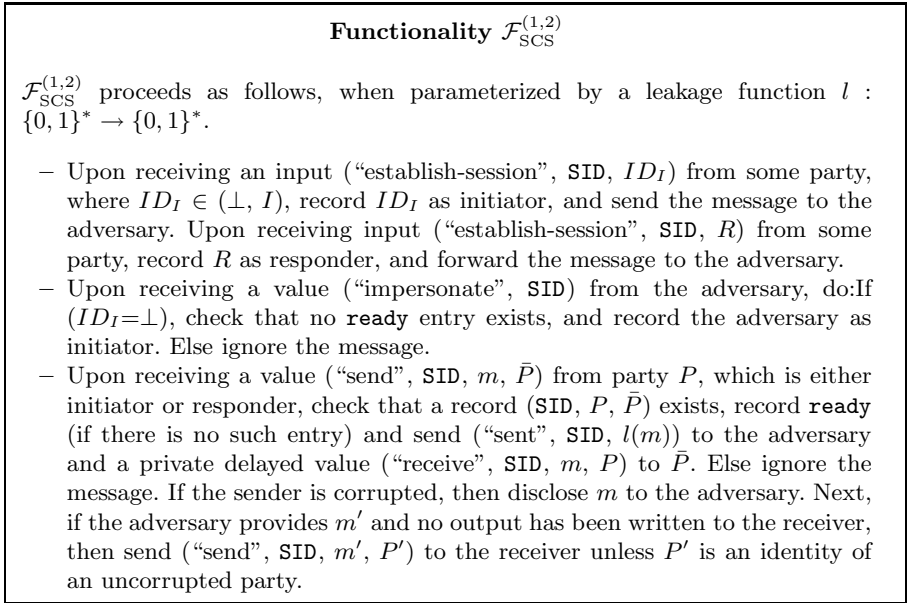 Functionality $\mathcal{F}_{\mathrm{SCS}}^{(1,2)}$
$\mathcal{F}_{\mathrm{SCS}}^{(1,2)}$ proceeds as follows, when parameterized by a leakage function $l$ :
$\{0, 1\}^* \to \{0, 1\}^*$.
– Upon receiving an input (“establish-session”, SID, $ID_I$) from some party,
where $ID_I \in (\bot, I)$, record $ID_I$ as initiator, and send the message to the
adversary. Upon receiving input (“establish-session”, SID, $R$) from some
party, record $R$ as responder, and forward the message to the adversary.
– Upon receiving a value (“impersonate”, SID) from the adversary, do:If
($ID_I$=$\bot$), check that no ready entry exists, and record the adversary as
initiator. Else ignore the message.
– Upon receiving a value (“send”, SID, $m$, $\bar{P}$) from party $P$, which is either
initiator or responder, check that a record (SID, $P$, $\bar{P}$) exists, record ready
(if there is no such entry) and send (“sent”, SID, $l(m)$) to the adversary
and a private delayed value (“receive”, SID, $m$, $P$) to $\bar{P}$. Else ignore the
message. If the sender is corrupted, then disclose $m$ to the adversary. Next,
if the adversary provides $m'$ and no output has been written to the receiver,
then send (“send”, SID, $m'$, $P'$) to the receiver unless $P'$ is an identity of
an uncorrupted party.